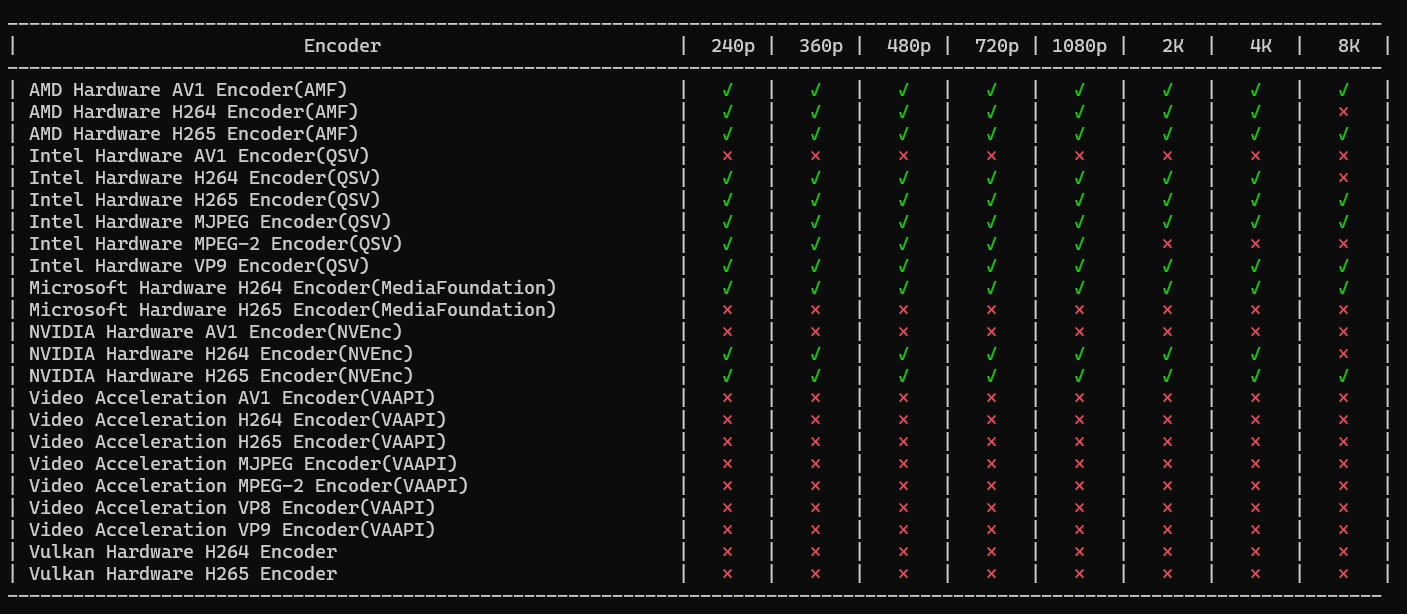 | Encoder | 240p | 360p | 480p | 720p | 1080p | 2K | 4K | 8K |
| AMD Hardware AV1 Encoder(AMF) | ✓ | ✓ | ✓ | ✓ | ✓ | ✓ | ✓ | ✓ |
| AMD Hardware H264 Encoder(AMF) | ✓ | ✓ | ✓ | ✓ | ✓ | ✓ | ✓ | × |
| AMD Hardware H265 Encoder(AMF) | ✓ | ✓ | ✓ | ✓ | ✓ | ✓ | ✓ | ✓ |
| Intel Hardware AV1 Encoder(QSV) | × | × | × | × | × | × | × | × |
| Intel Hardware H264 Encoder(QSV) | ✓ | ✓ | ✓ | ✓ | ✓ | ✓ | ✓ | × |
| Intel Hardware H265 Encoder(QSV) | ✓ | ✓ | ✓ | ✓ | ✓ | ✓ | ✓ | ✓ |
| Intel Hardware MJPEG Encoder(QSV) | ✓ | ✓ | ✓ | ✓ | ✓ | ✓ | ✓ | ✓ |
| Intel Hardware MPEG-2 Encoder(QSV) | ✓ | ✓ | ✓ | ✓ | ✓ | × | × | × |
| Intel Hardware VP9 Encoder(QSV) | ✓ | ✓ | ✓ | ✓ | ✓ | ✓ | ✓ | ✓ |
| Microsoft Hardware H264 Encoder(MediaFoundation) | ✓ | ✓ | ✓ | ✓ | ✓ | ✓ | ✓ | ✓ |
| Microsoft Hardware H265 Encoder(MediaFoundation) | × | × | × | × | × | × | × | × |
| NVIDIA Hardware AV1 Encoder(NVEnc) | × | × | × | × | × | × | × | × |
| NVIDIA Hardware H264 Encoder(NVEnc) | ✓ | ✓ | ✓ | ✓ | ✓ | ✓ | ✓ | × |
| NVIDIA Hardware H265 Encoder(NVEnc) | ✓ | ✓ | ✓ | ✓ | ✓ | ✓ | ✓ | ✓ |
| Video Acceleration AV1 Encoder(VAAPI) | × | × | × | × | × | × | × | × |
| Video Acceleration H264 Encoder(VAAPI) | × | × | × | × | × | × | × | × |
| Video Acceleration H265 Encoder(VAAPI) | × | × | × | × | × | × | × | × |
| Video Acceleration MJPEG Encoder(VAAPI) | × | × | × | × | × | × | × | × |
| Video Acceleration MPEG-2 Encoder(VAAPI) | × | × | × | × | × | × | × | × |
| Video Acceleration VP8 Encoder(VAAPI) | × | × | × | × | × | × | × | × |
| Video Acceleration VP9 Encoder(VAAPI) | × | × | × | × | × | × | × | × |
| Vulkan Hardware H264 Encoder | × | × | × | × | × | × | × | × |
| Vulkan Hardware H265 Encoder | × | × | × | × | × | × | × | × |